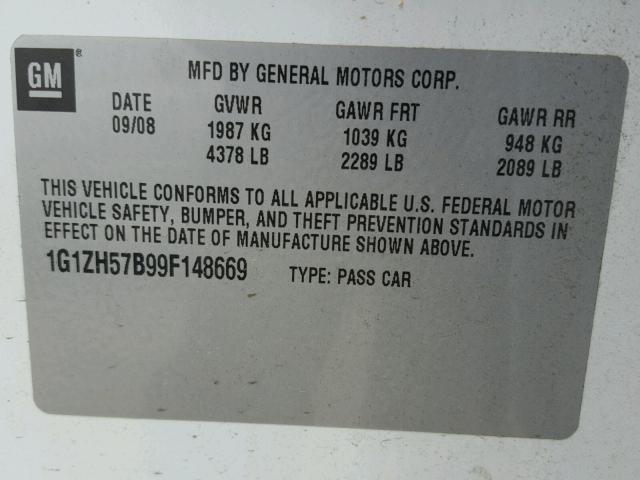 GM®
MFD BY GENERAL MOTORS CORP.
DATE GVWR GAWR FRT GAWR RR
09/08 1987 KG 1039 KG 948 KG
4378 LB 2289 LB 2089 LB
THIS VEHICLE CONFORMS TO ALL APPLICABLE U.S. FEDERAL MOTOR
VEHICLE SAFETY, BUMPER, AND THEFT PREVENTION STANDARDS IN
EFFECT ON THE DATE OF MANUFACTURE SHOWN ABOVE.
1G1ZH57B99F148669 TYPE: PASS CAR